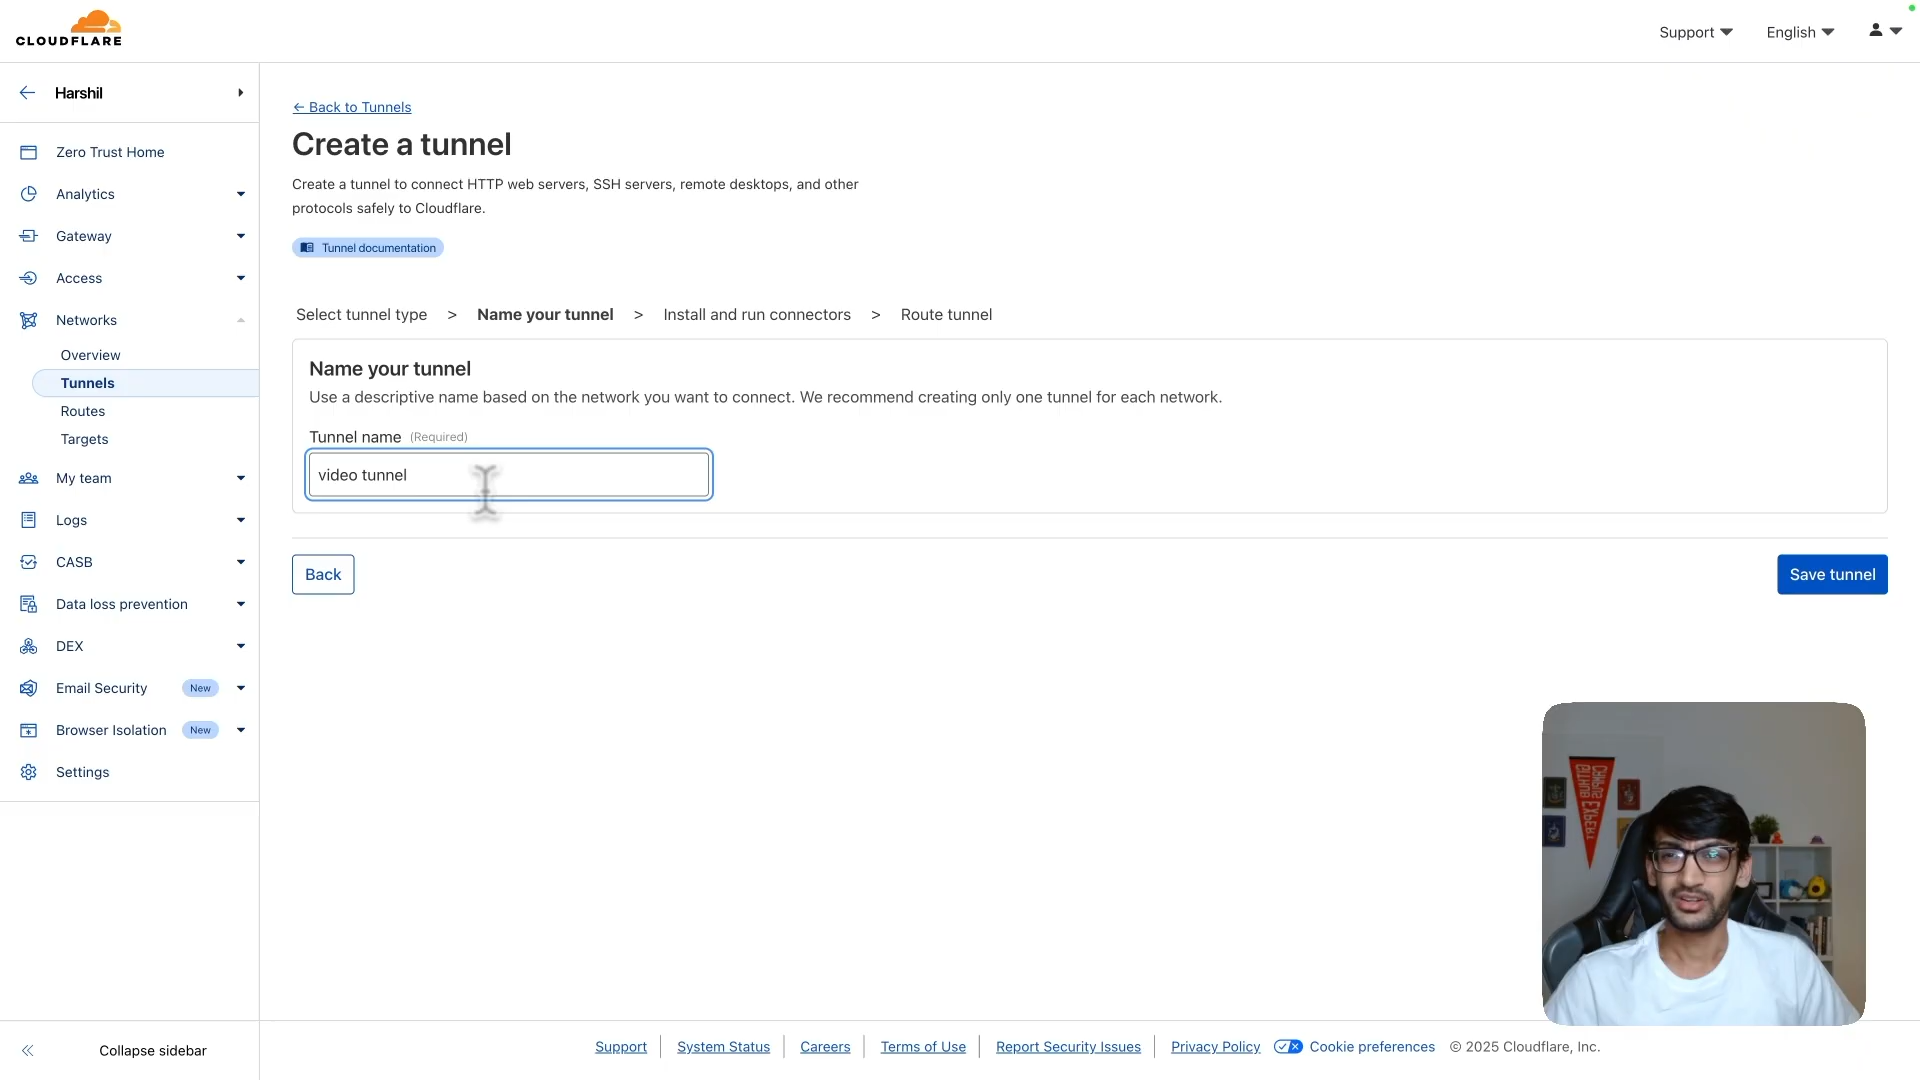 CLOUDFLARE
Support
English
Harshil
Zero Trust Home
Analytics
Gateway
Access
Networks
Overview
Tunnels
Routes
Targets
My team
Logs
CASB
Data loss prevention
DEX
Email Security New
Browser Isolation New
Settings
Collapse sidebar
← Back to Tunnels
Create a tunnel
Create a tunnel to connect HTTP web servers, SSH servers, remote desktops, and other
protocols safely to Cloudflare.
Tunnel documentation
Select tunnel type > Name your tunnel > Install and run connectors > Route tunnel
Name your tunnel
Use a descriptive name based on the network you want to connect. We recommend creating only one tunnel for each network.
Tunnel name (Required)
video tunnel
Back
Save tunnel
Support
System Status
Careers
Terms of Use
Report Security Issues
Privacy Policy
Cookie preferences
© 2025 Cloudflare, Inc.